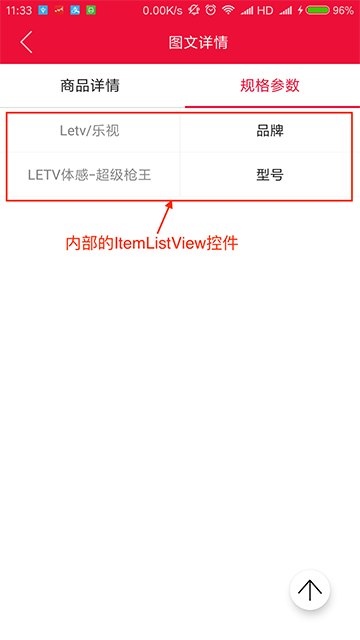 11:33 0.00K/s HD 96%
图文详情
商品详情 规格参数
Letv/乐视 品牌
LETV体感-超级枪王 型号
内部的ItemListView控件